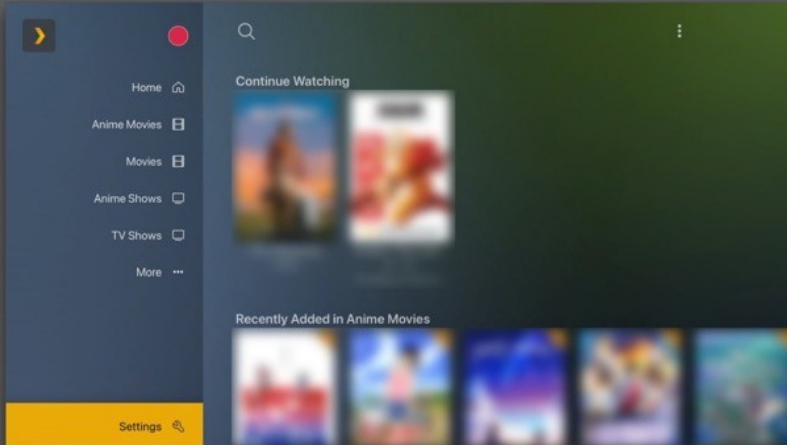 Home
Anime Movies
Movies
Anime Shows
TV Shows
More
Settings
Continue Watching
Recently Added in Anime Movies